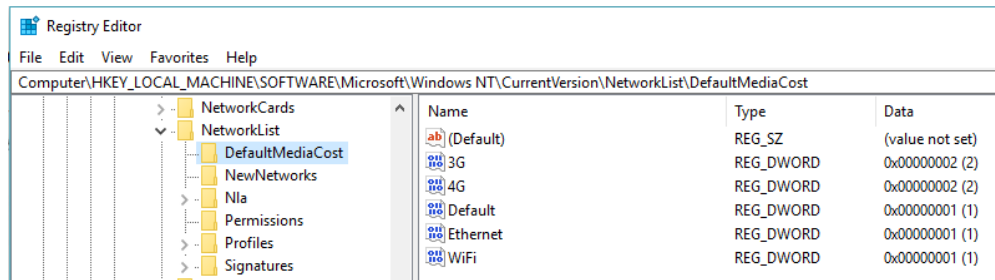 Registry Editor
File Edit View Favorites Help
Computer\HKEY_LOCAL_MACHINE\SOFTWARE\Microsoft\Windows NT\CurrentVersion\NetworkList\DefaultMediaCost
NetworkCards
NetworkList
DefaultMediaCost
NewNetworks
Nla
Permissions
Profiles
Signatures
Name Type Data
ab (Default) REG_SZ (value not set)
3G REG_DWORD 0x00000002 (2)
4G REG_DWORD 0x00000002 (2)
Default REG_DWORD 0x00000001 (1)
Ethernet REG_DWORD 0x00000001 (1)
WiFi REG_DWORD 0x00000001 (1)